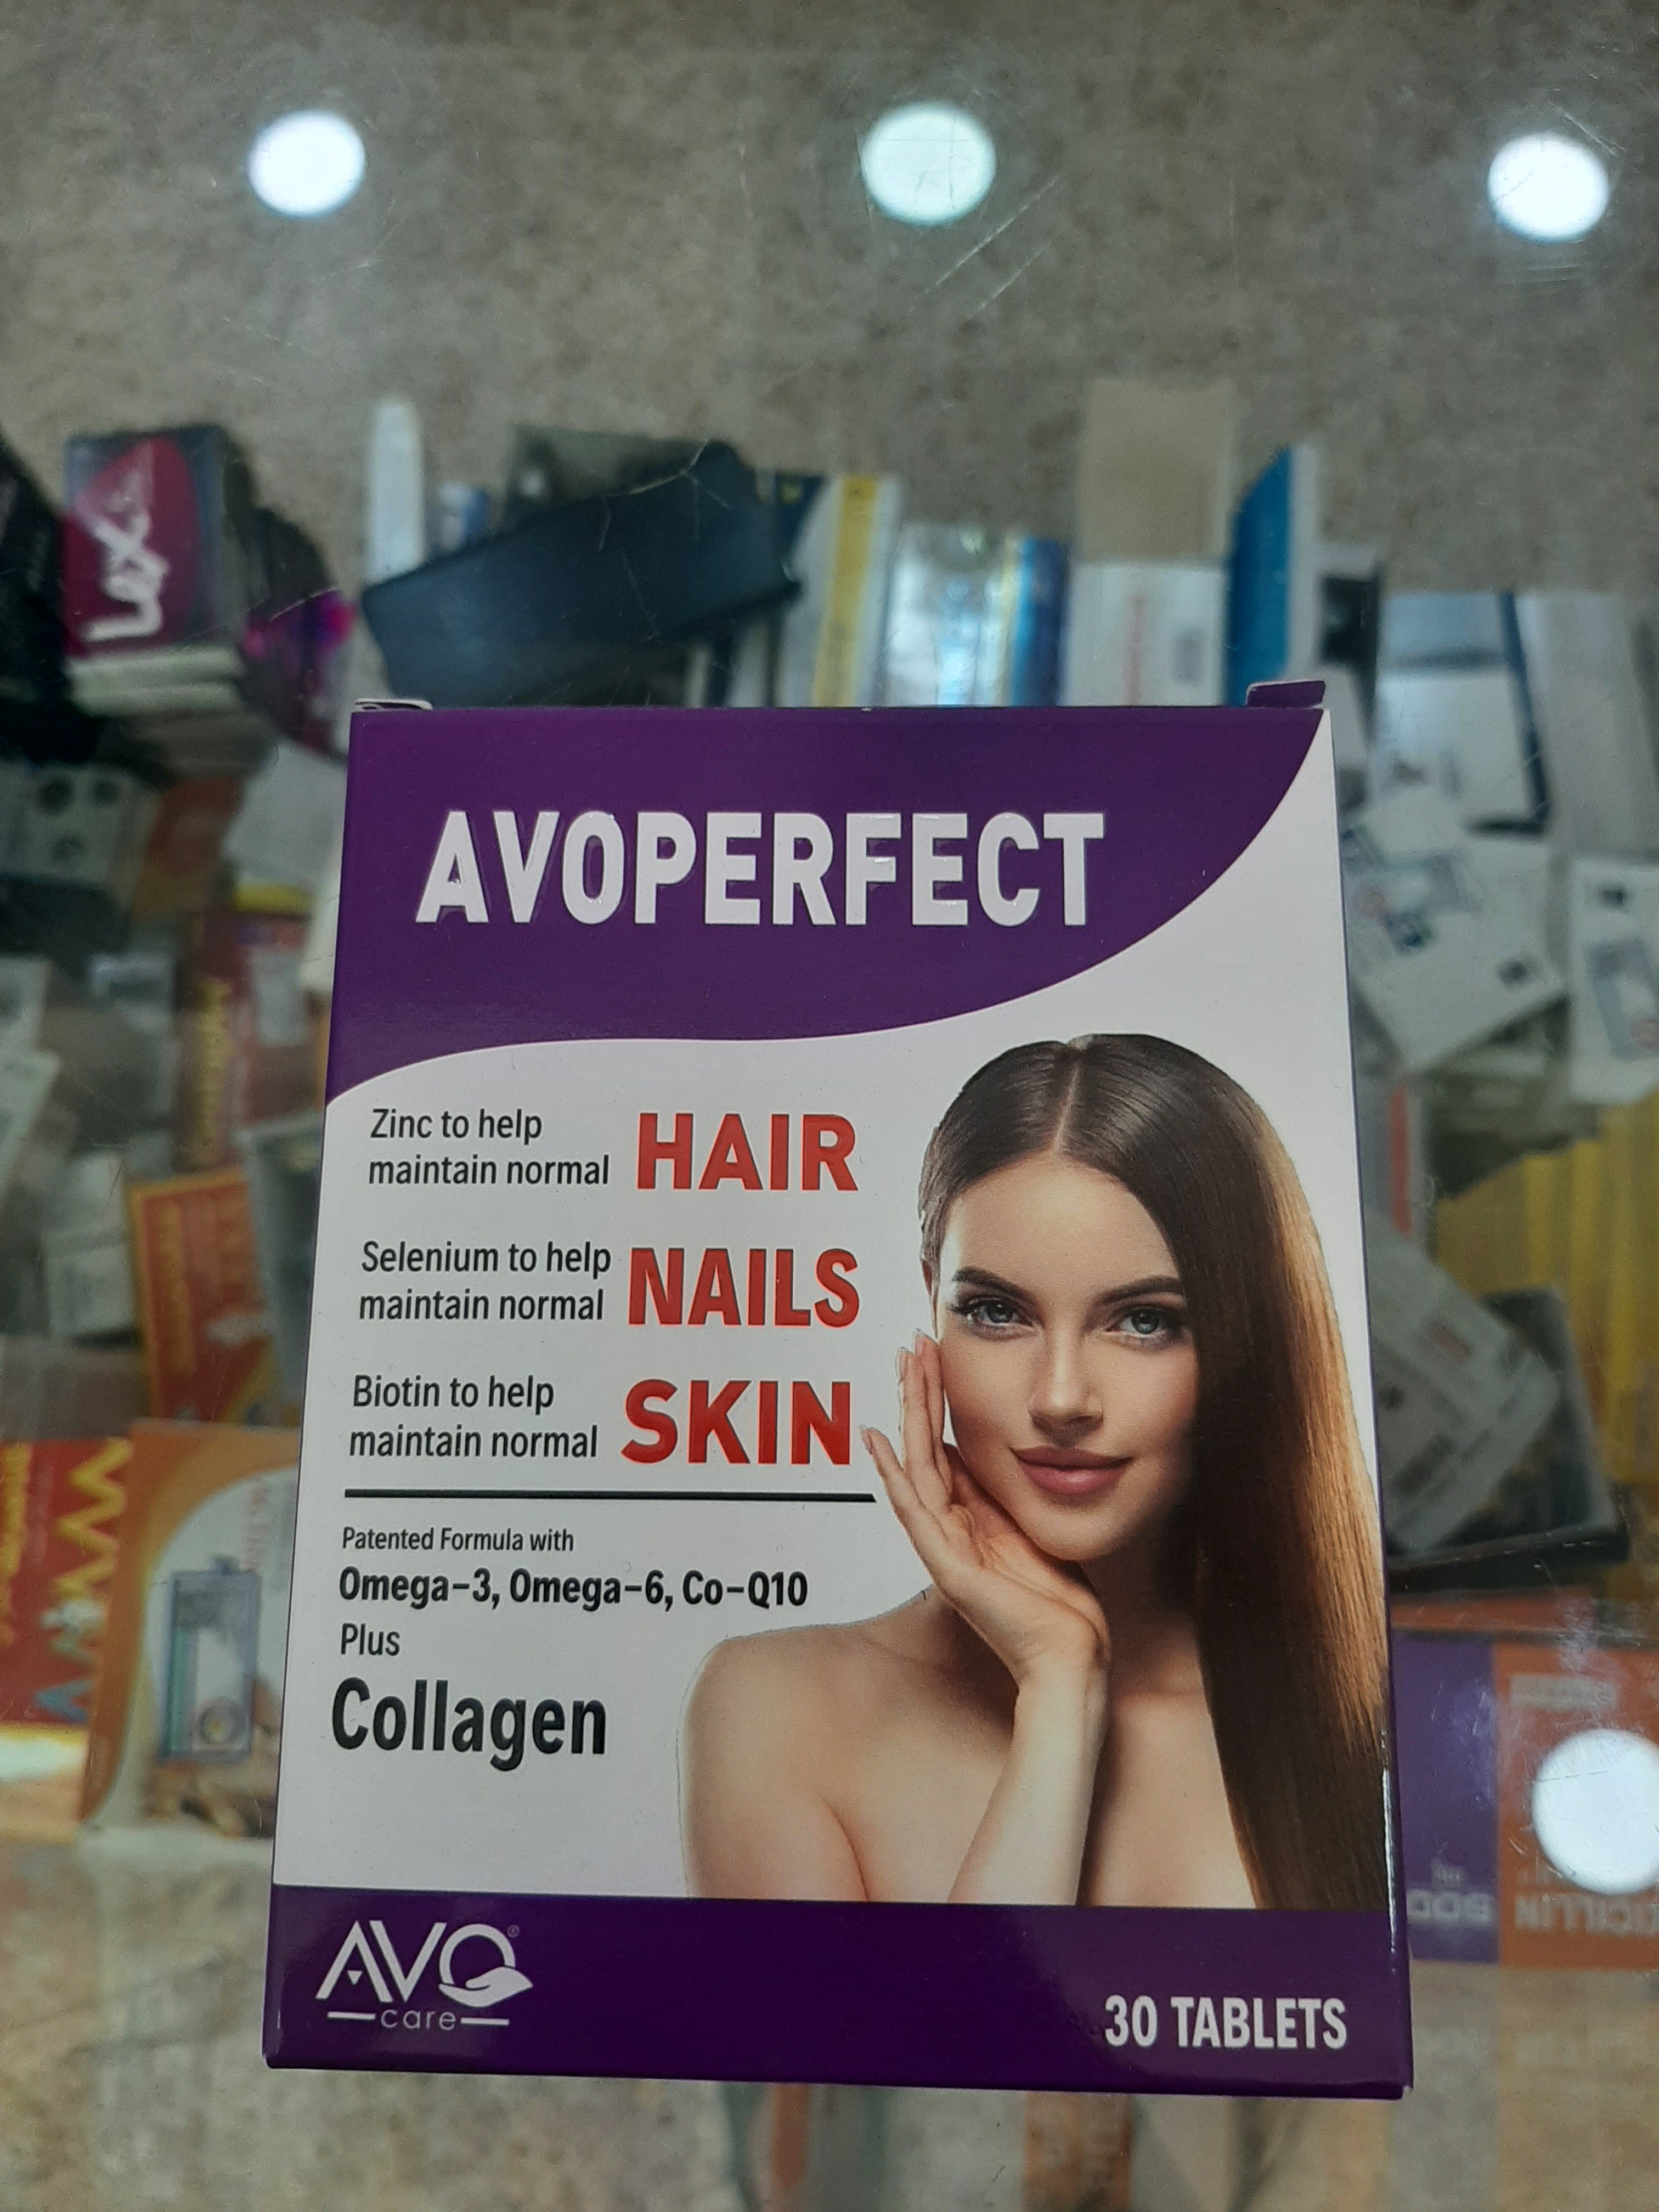 Lex
AVOPERFECT
Zinc to help
maintain normal HAIR
Selenium to help
maintain normal NAILS
Biotin to help
maintain normal SKIN
Patented Formula with
Omega-3, Omega-6, Co-Q10
Plus
Collagen
AVO®
care
30 TABLETS